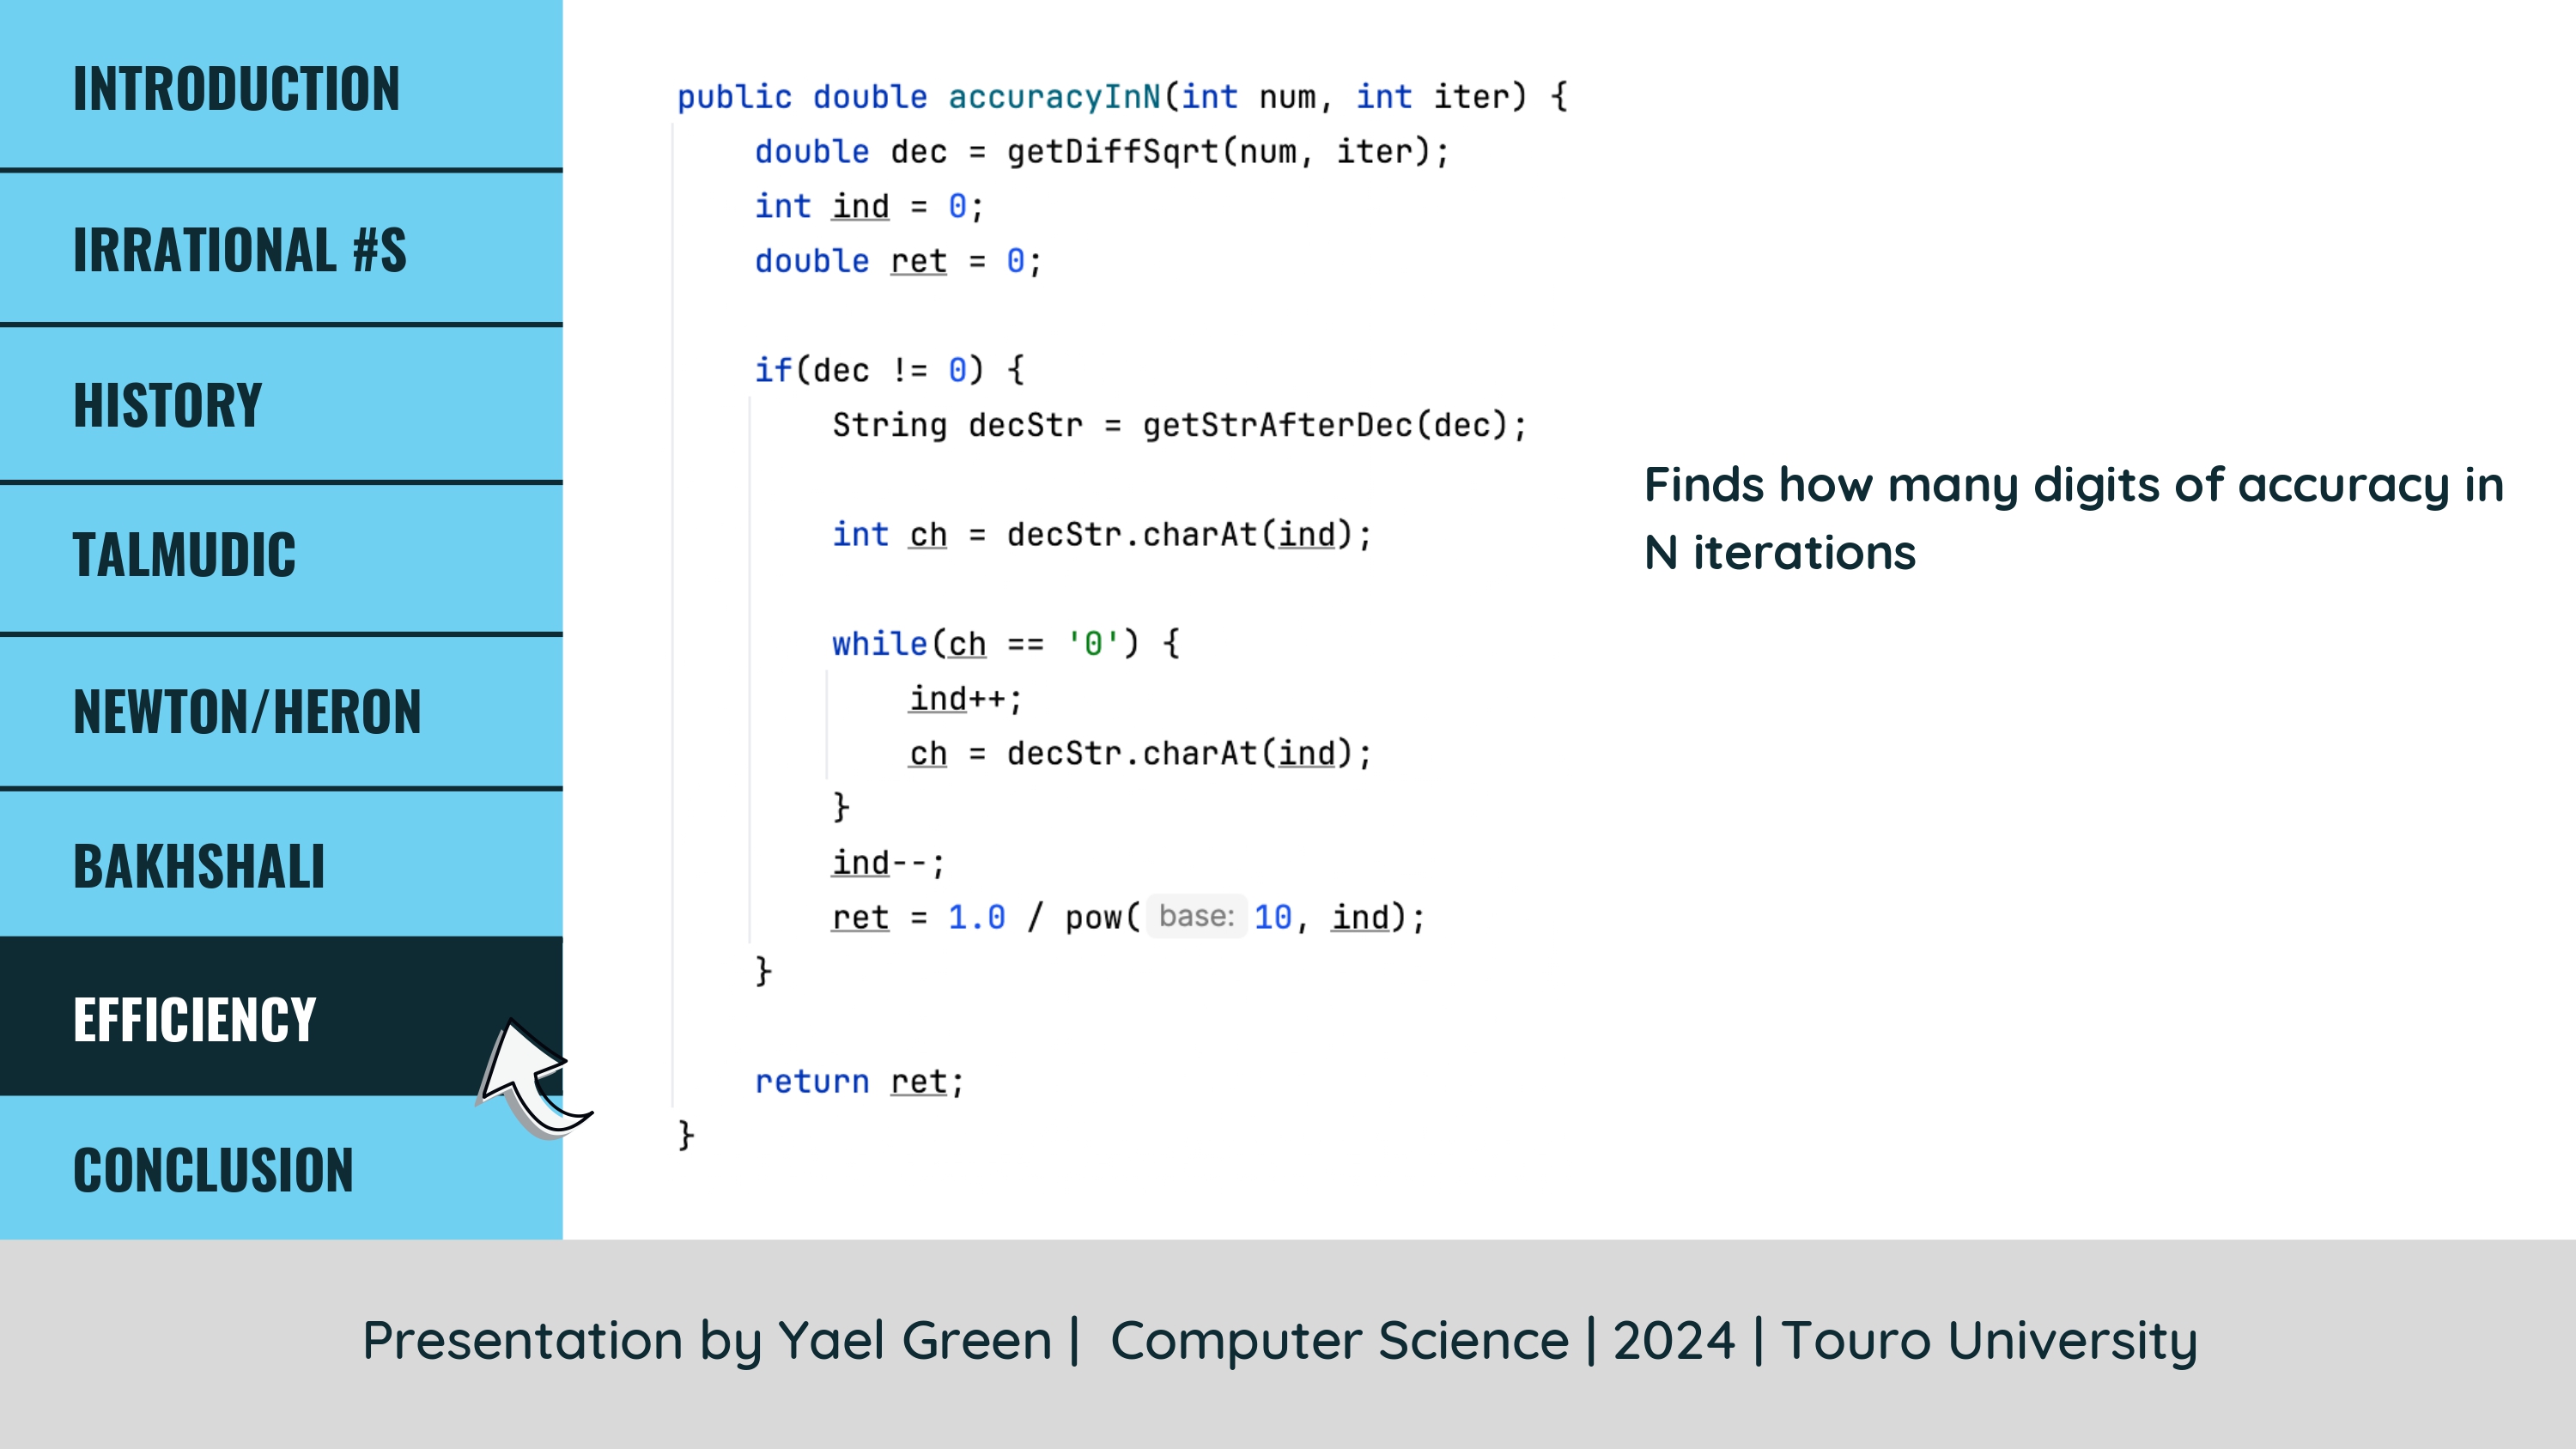 INTRODUCTION
IRRATIONAL #S
HISTORY
TALMUDIC
NEWTON/HERON
BAKHSHALI
EFFICIENCY
CONCLUSION
public double accuracyInN(int num, int iter) {
    double dec = getDiffSqrt(num, iter);
    int ind = 0;
    double ret = 0;
    if(dec != 0) {
        String decStr = getStrAfterDec(dec);
        int ch = decStr.charAt(ind);
        while(ch == '0') {
            ind++;
            ch = decStr.charAt(ind);
        }
        ind--;
        ret = 1.0 / pow( base: 10, ind);
    }
    return ret;
}
Finds how many digits of accuracy in
N iterations
Presentation by Yael Green | Computer Science | 2024 | Touro University